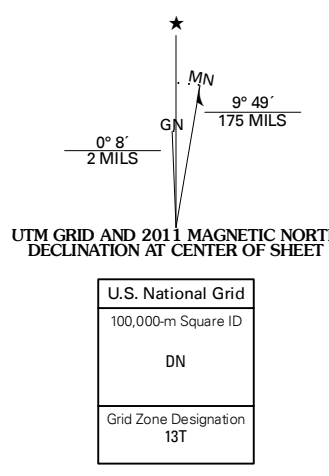 ★
MN
9° 49´
175 MILS
GN
0° 8´
2 MILS
UTM GRID AND 2011 MAGNETIC NORT
DECLINATION AT CENTER OF SHEET
U.S. National Grid
100,000-m Square ID
DN
Grid Zone Designation
13T